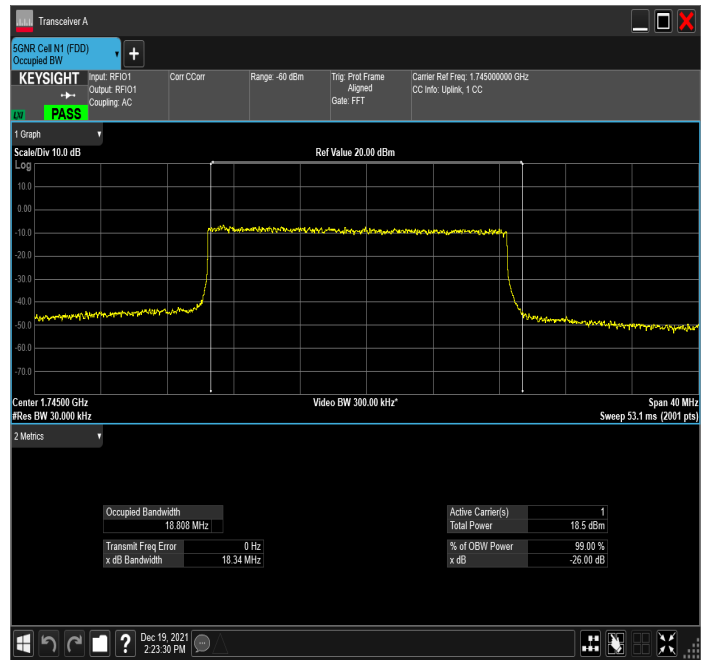 Transceiver A
5GNR Cell N1 (FDD)
Occupied BW
KEYSIGHT
LXI
PASS
Input: RFIO1
Output: RFIO1
Coupling: AC
Corr CCorr
Range: -60 dBm
Trig: Prot Frame
Aligned
Gate: FFT
Carrier Ref Freq: 1.745000000 GHz
CC Info: Uplink, 1 CC
1 Graph
Scale/Div 10.0 dB
Ref Value 20.00 dBm
Log
10.0
0.00
-10.0
-20.0
-30.0
-40.0
-50.0
-60.0
-70.0
Center 1.74500 GHz
Video BW 300.00 kHz*
Span 40 MHz
#Res BW 30.000 kHz
Sweep 53.1 ms (2001 pts)
2 Metrics
Occupied Bandwidth
18.808 MHz
Active Carrier(s) 1
Total Power 18.5 dBm
Transmit Freq Error 0 Hz
x dB Bandwidth 18.34 MHz
% of OBW Power 99.00 %
x dB -26.00 dB
?
Dec 19, 2021
2:23:30 PM